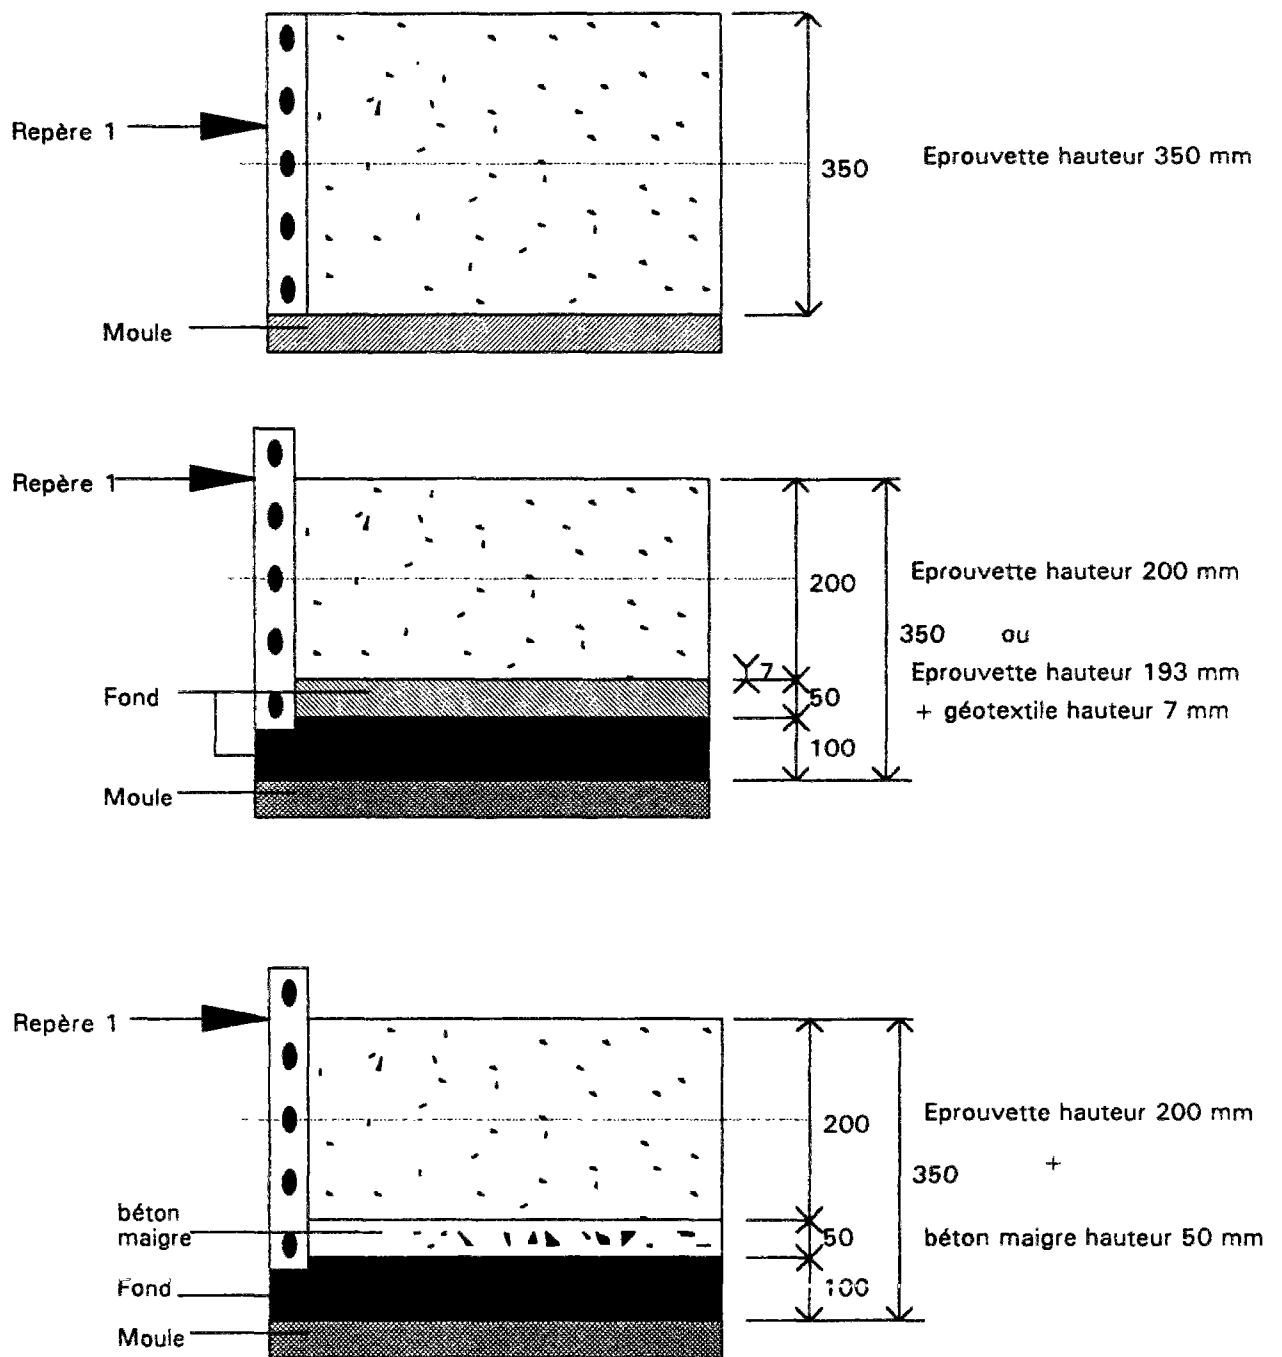 Repère 1
350
Eprouvette hauteur 350 mm
Moule
Repère 1
200
Eprouvette hauteur 200 mm
350
ou
7
Eprouvette hauteur 193 mm
Fond
50
+ géotextile hauteur 7 mm
100
Moule
Repère 1
200
Eprouvette hauteur 200 mm
350
+
béton
maigre
50
béton maigre hauteur 50 mm
Fond
100
Moule